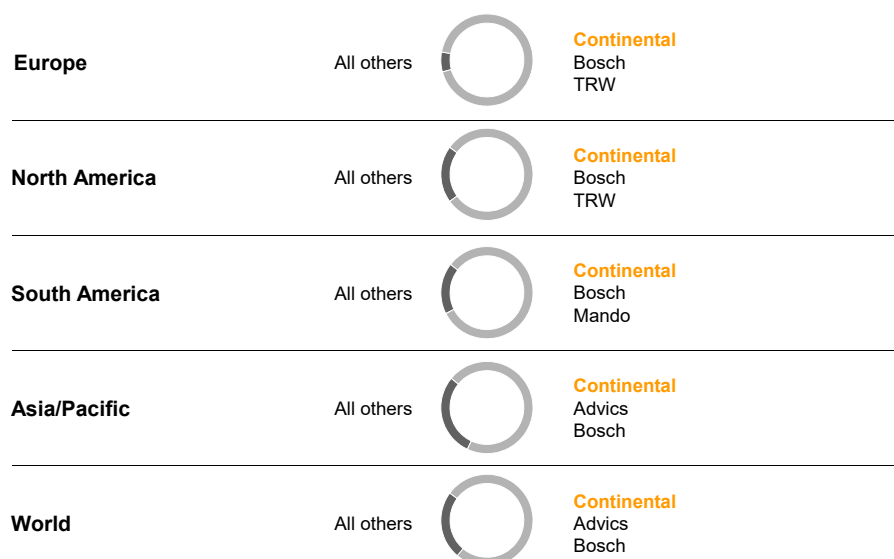 Europe
All others
Continental
Bosch
TRW
North America
All others
Continental
Bosch
TRW
South America
All others
Continental
Bosch
Mando
Asia/Pacific
All others
Continental
Advics
Bosch
World
All others
Continental
Advics
Bosch